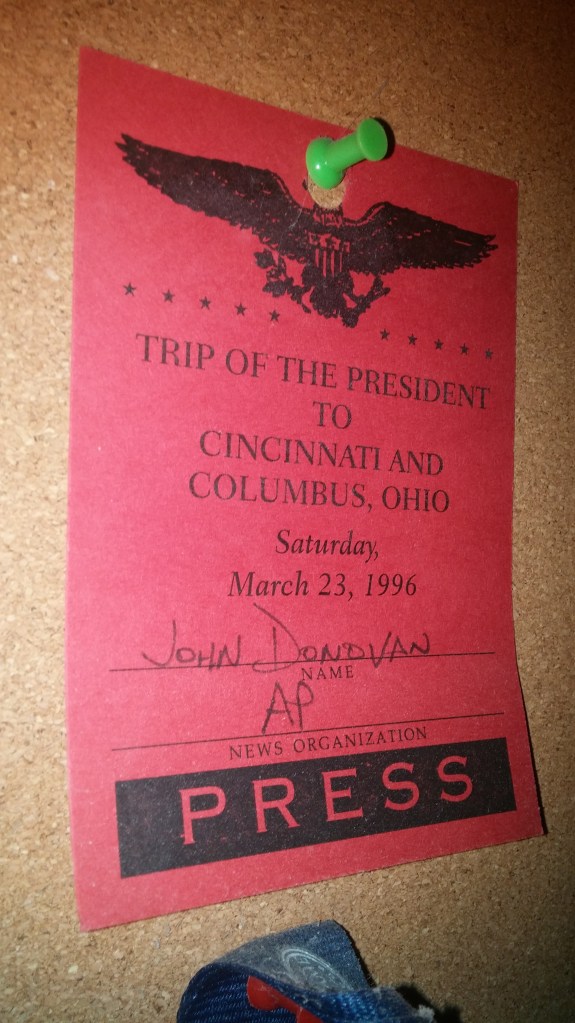 TRIP OF THE PRESIDENT
TO
CINCINNATI AND
COLUMBUS, OHIO
Saturday,
March 23, 1996
JOHN DONOVAN
NAME
AP
NEWS ORGANIZATION
PRESS